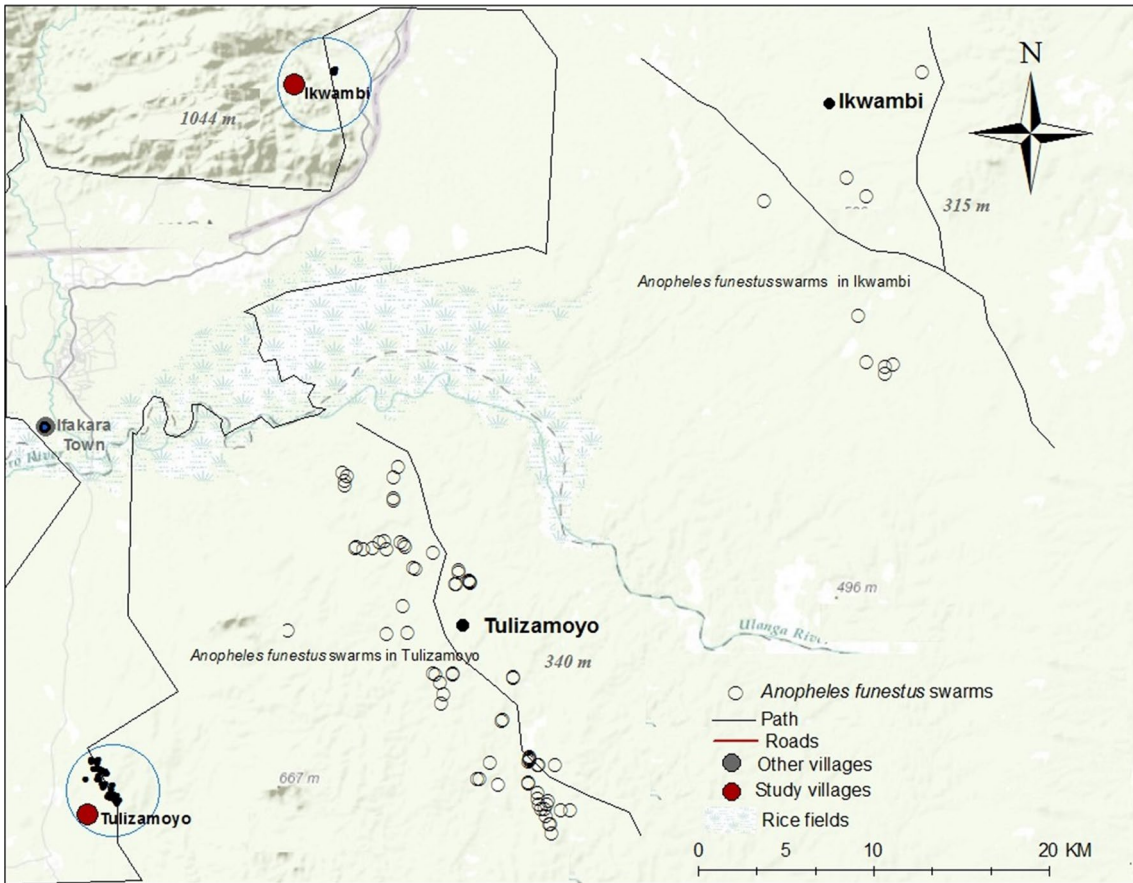 N
Ikwambi
1044 m
Ikwambi
315 m
Anopheles funestus swarms in Ikwambi
Ifakara
Town
ro River
496 m
Ulanga River
Tulizamoyo
Anopheles funestus swarms in Tulizamoyo
340 m
667 m
Tulizamoyo
Anopheles funestus swarms
Path
Roads
Other villages
Study villages
Rice fields
0 5 10 20 KM